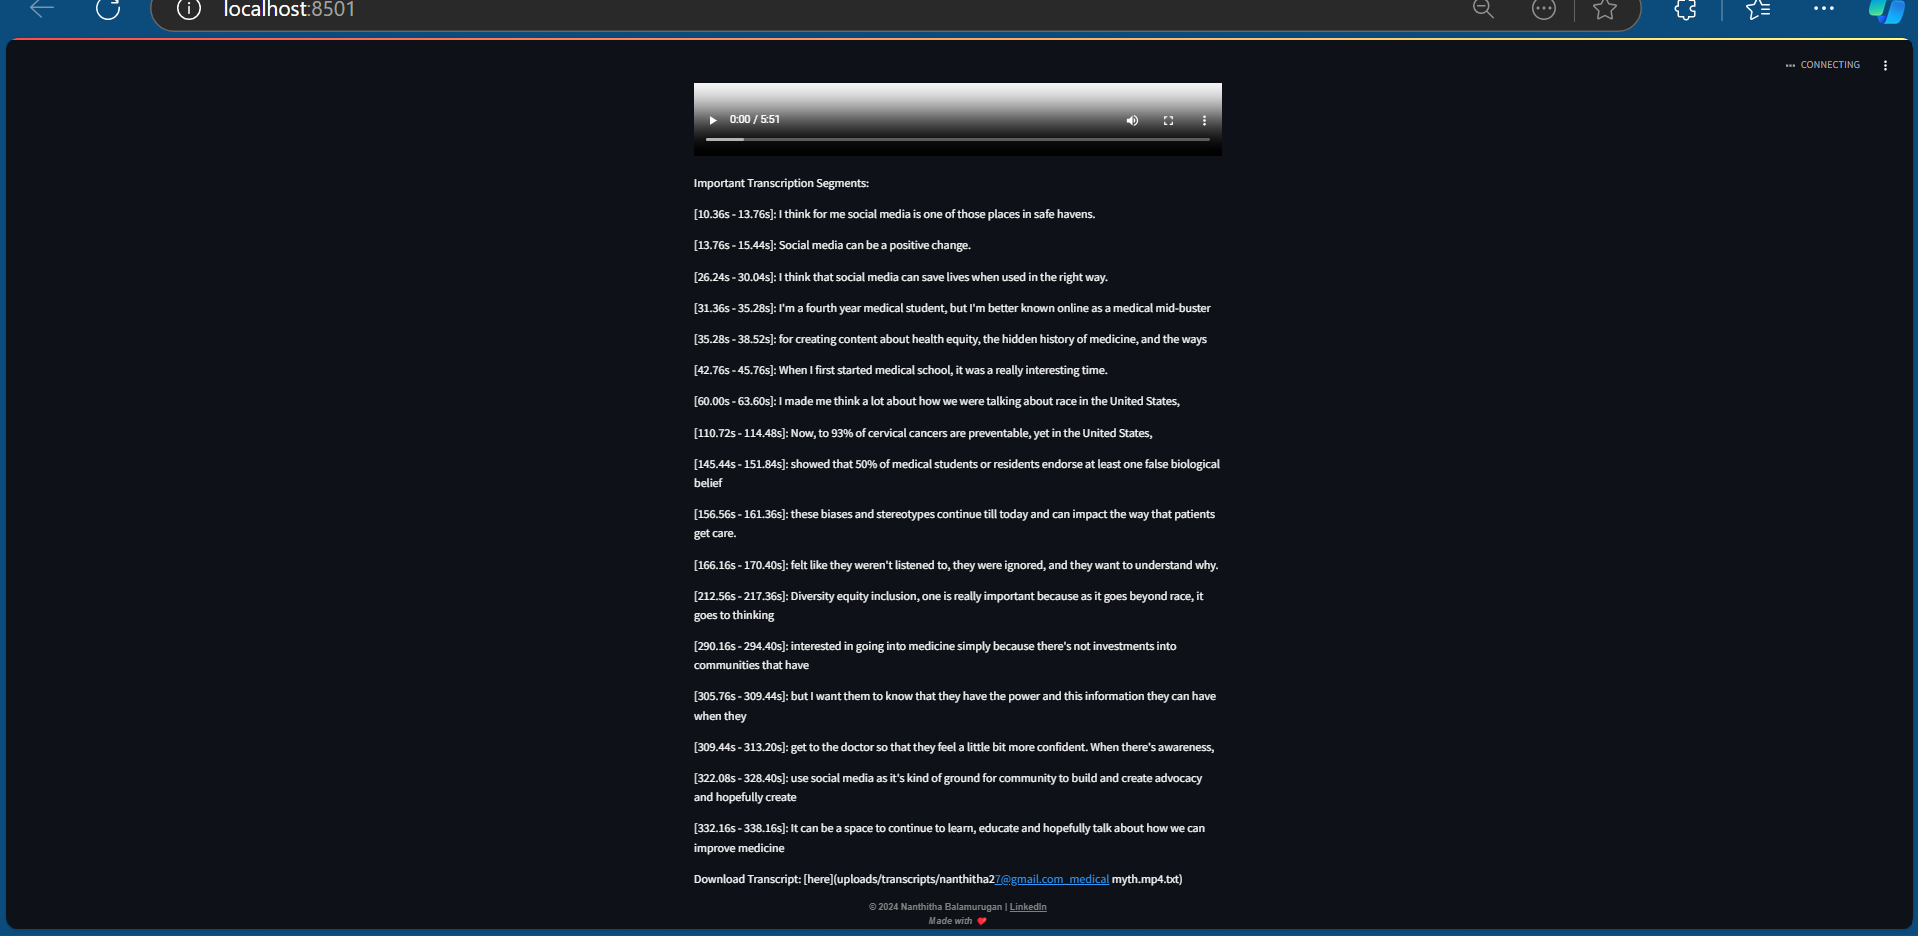 localhost:8501
CONNECTING
0:00 / 5:51
Important Transcription Segments:
[10.36s - 13.76s]: I think for me social media is one of those places in safe havens.
[13.76s - 15.44s]: Social media can be a positive change.
[26.24s - 30.04s]: I think that social media can save lives when used in the right way.
[31.36s - 35.28s]: I'm a fourth year medical student, but I'm better known online as a medical mid-buster
[35.28s - 38.52s]: for creating content about health equity, the hidden history of medicine, and the ways
[42.76s - 45.76s]: When I first started medical school, it was a really interesting time.
[60.00s - 63.60s]: I made me think a lot about how we were talking about race in the United States,
[110.72s - 114.48s]: Now, to 93% of cervical cancers are preventable, yet in the United States,
[145.44s - 151.84s]: showed that 50% of medical students or residents endorse at least one false biological
belief
[156.56s - 161.36s]: these biases and stereotypes continue till today and can impact the way that patients
get care.
[166.16s - 170.40s]: felt like they weren't listened to, they were ignored, and they want to understand why.
[212.56s - 217.36s]: Diversity equity inclusion, one is really important because as it goes beyond race, it
goes to thinking
[290.16s - 294.40s]: interested in going into medicine simply because there's not investments into
communities that have
[305.76s - 309.44s]: but I want them to know that they have the power and this information they can have
when they
[309.44s - 313.20s]: get to the doctor so that they feel a little bit more confident. When there's awareness,
[322.08s - 328.40s]: use social media as it's kind of ground for community to build and create advocacy
and hopefully create
[332.16s - 338.16s]: It can be a space to continue to learn, educate and hopefully talk about how we can
improve medicine
Download Transcript: [here](uploads/transcripts/nanthitha27@gmail.com_medical myth.mp4.txt)
© 2024 Nanthitha Balamurugan | LinkedIn
Made with ❤️